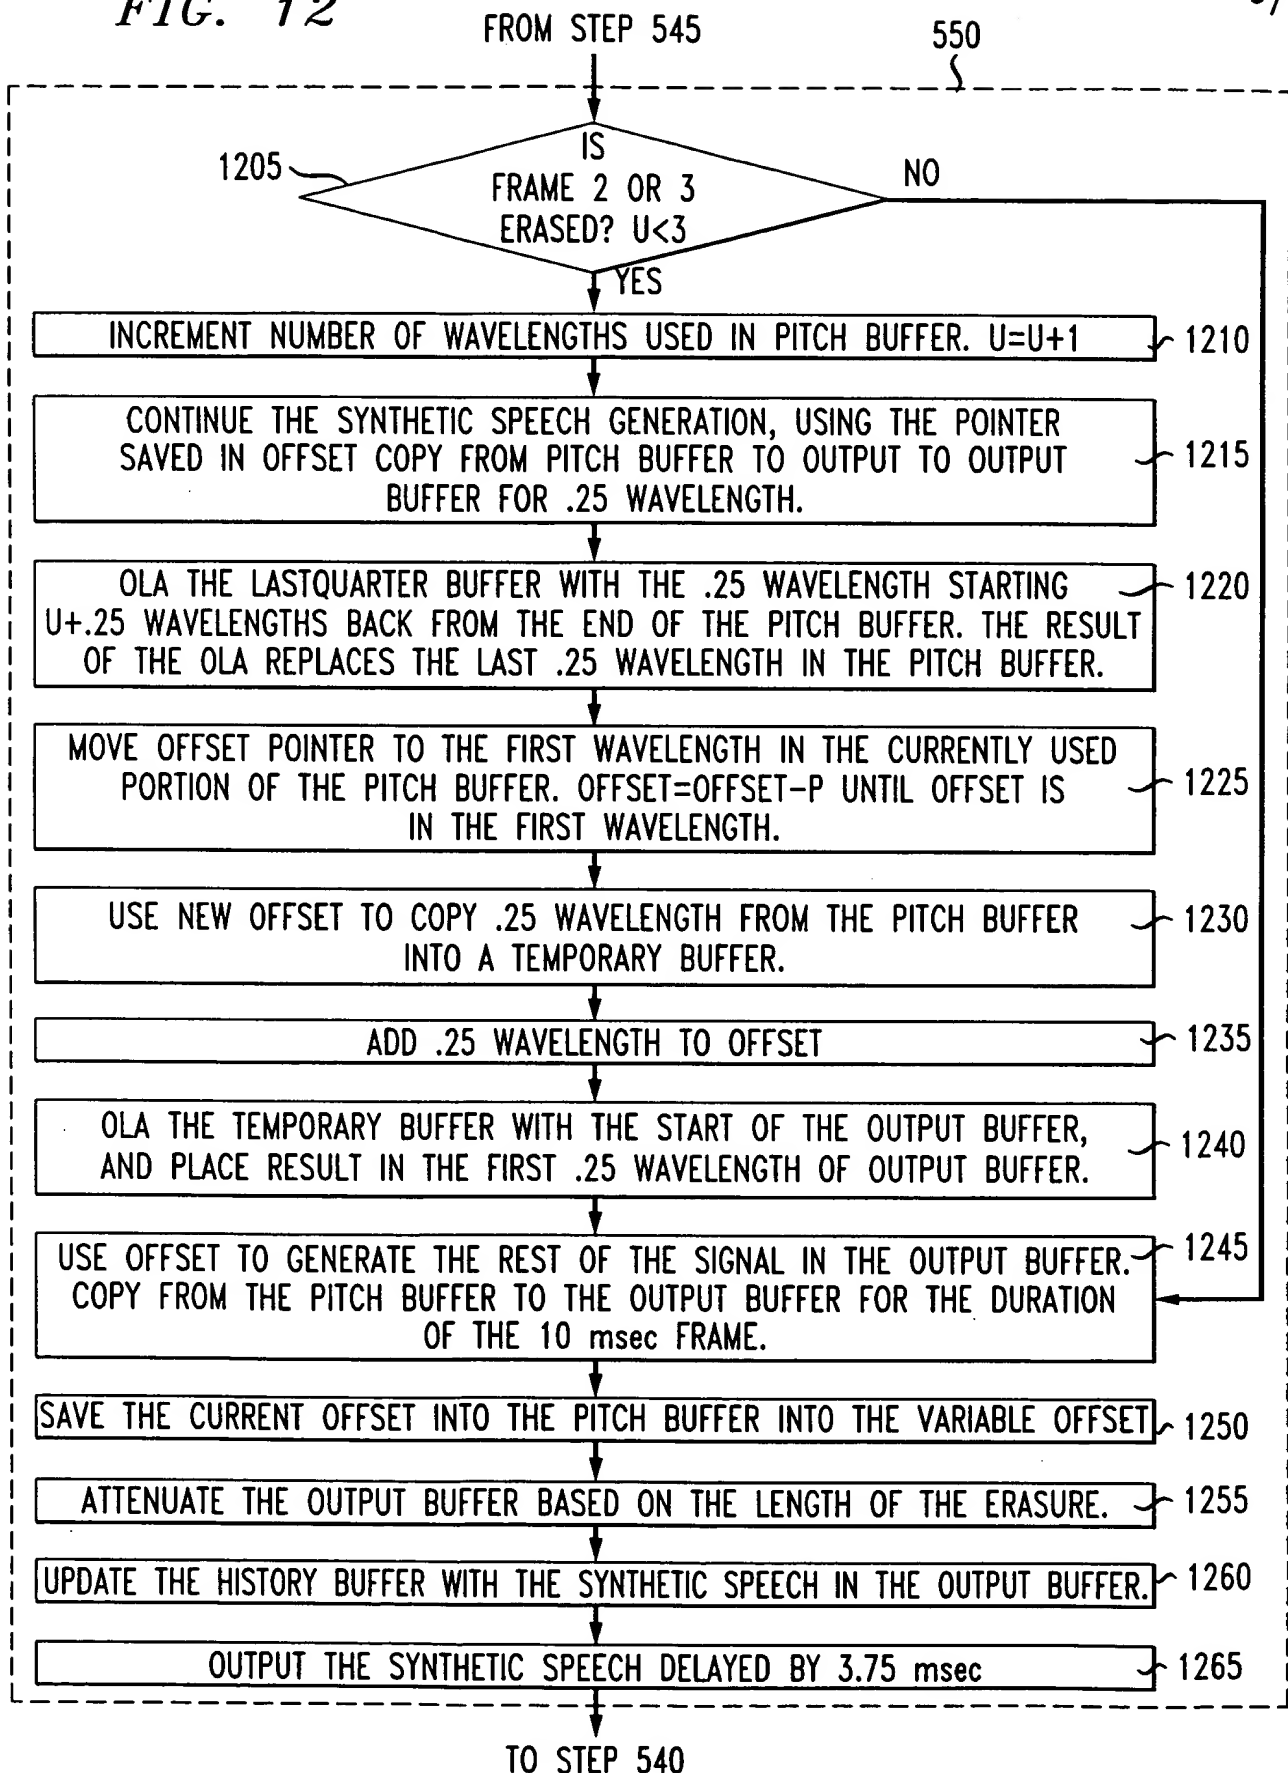 FIG. 12
FROM STEP 545
550
1205
IS
FRAME 2 OR 3
ERASED? U<3
NO
YES
INCREMENT NUMBER OF WAVELENGTHS USED IN PITCH BUFFER. U=U+1
1210
CONTINUE THE SYNTHETIC SPEECH GENERATION, USING THE POINTER
SAVED IN OFFSET COPY FROM PITCH BUFFER TO OUTPUT TO OUTPUT
BUFFER FOR .25 WAVELENGTH.
1215
OLA THE LASTQUARTER BUFFER WITH THE .25 WAVELENGTH STARTING
U+.25 WAVELENGTHS BACK FROM THE END OF THE PITCH BUFFER. THE RESULT
OF THE OLA REPLACES THE LAST .25 WAVELENGTH IN THE PITCH BUFFER.
1220
MOVE OFFSET POINTER TO THE FIRST WAVELENGTH IN THE CURRENTLY USED
PORTION OF THE PITCH BUFFER. OFFSET=OFFSET-P UNTIL OFFSET IS
IN THE FIRST WAVELENGTH.
1225
USE NEW OFFSET TO COPY .25 WAVELENGTH FROM THE PITCH BUFFER
INTO A TEMPORARY BUFFER.
1230
ADD .25 WAVELENGTH TO OFFSET
1235
OLA THE TEMPORARY BUFFER WITH THE START OF THE OUTPUT BUFFER,
AND PLACE RESULT IN THE FIRST .25 WAVELENGTH OF OUTPUT BUFFER.
1240
USE OFFSET TO GENERATE THE REST OF THE SIGNAL IN THE OUTPUT BUFFER.
COPY FROM THE PITCH BUFFER TO THE OUTPUT BUFFER FOR THE DURATION
OF THE 10 msec FRAME.
1245
SAVE THE CURRENT OFFSET INTO THE PITCH BUFFER INTO THE VARIABLE OFFSET
1250
ATTENUATE THE OUTPUT BUFFER BASED ON THE LENGTH OF THE ERASURE.
1255
UPDATE THE HISTORY BUFFER WITH THE SYNTHETIC SPEECH IN THE OUTPUT BUFFER.
1260
OUTPUT THE SYNTHETIC SPEECH DELAYED BY 3.75 msec
1265
TO STEP 540